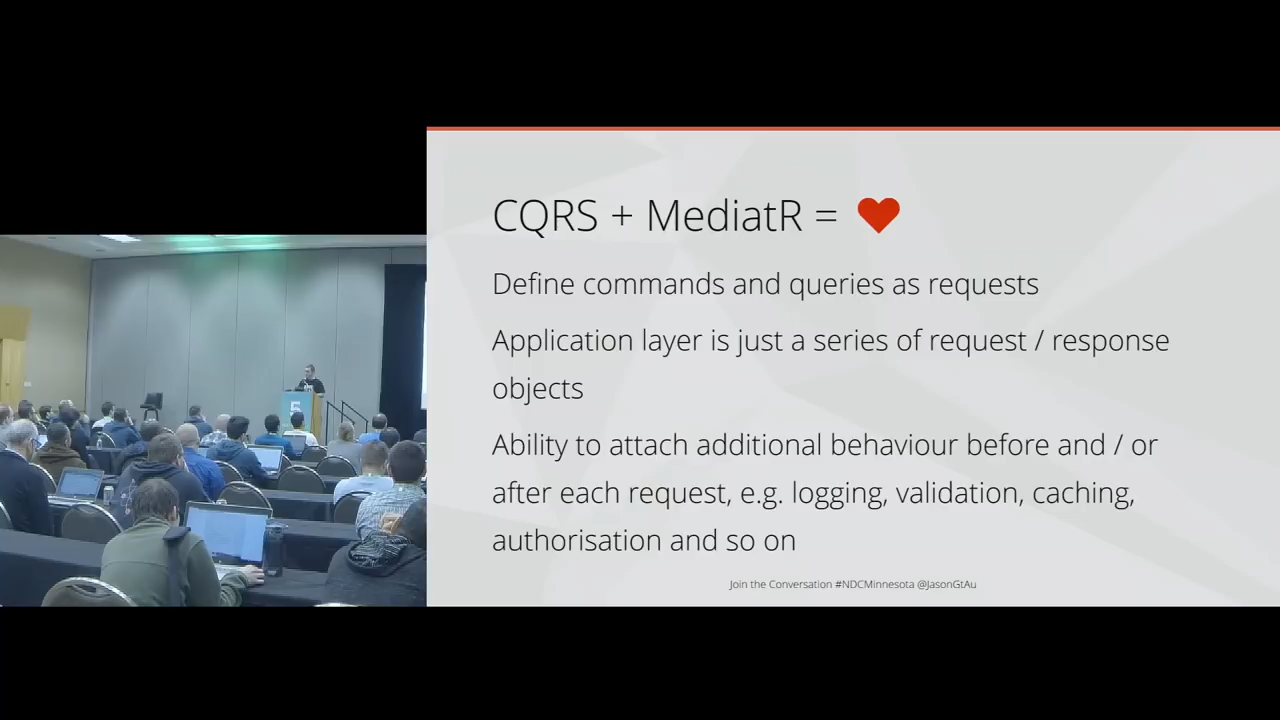 CQRS + MediatR = ❤
Define commands and queries as requests
Application layer is just a series of request / response
objects
Ability to attach additional behaviour before and / or
after each request, e.g. logging, validation, caching,
authorisation and so on
Join the Conversation #NDCMinnesota @JasonGtAu